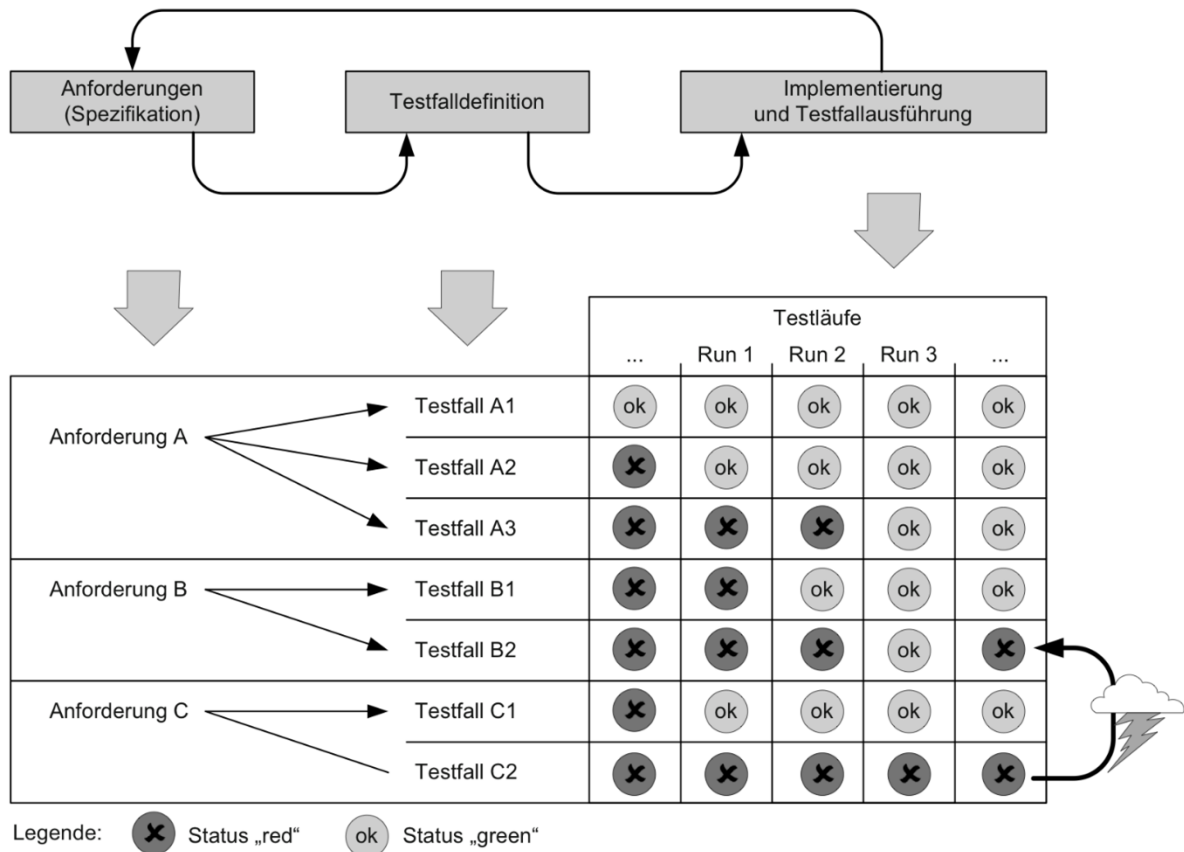 Anforderungen
(Spezifikation)
Testfalldefinition
Implementierung
und Testfallausführung
Testläufe
... Run 1 Run 2 Run 3 ...
Anforderung A
Testfall A1 ok ok ok ok ok
Testfall A2 ok ok ok ok
Testfall A3 ok ok
Anforderung B
Testfall B1 ok ok ok
Testfall B2 ok
Anforderung C
Testfall C1 ok ok ok ok
Testfall C2
Legende: Status „red“ ok Status „green“